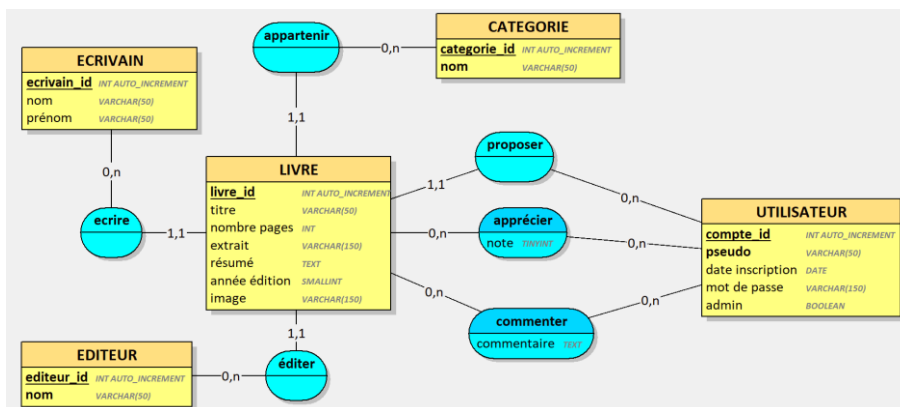 appartenir
0,n
CATEGORIE
categorie_id INT AUTO_INCREMENT
nom VARCHAR(50)
ECRIVAIN
ecrivain_id INT AUTO_INCREMENT
nom VARCHAR(50)
prénom VARCHAR(50)
1,1
0,n
proposer
LIVRE
livre_id INT AUTO_INCREMENT
titre VARCHAR(50)
nombre pages INT
extrait VARCHAR(150)
résumé TEXT
année édition SMALLINT
image VARCHAR(150)
1,1
0,n
ecrire
1,1
0,n
apprécier
note TINYINT
0,n
UTILISATEUR
compte_id INT AUTO_INCREMENT
pseudo VARCHAR(50)
date inscription DATE
mot de passe VARCHAR(150)
admin BOOLEAN
0,n
0,n
commenter
commentaire TEXT
1,1
EDITEUR
editeur_id INT AUTO_INCREMENT
nom VARCHAR(50)
0,n
éditer